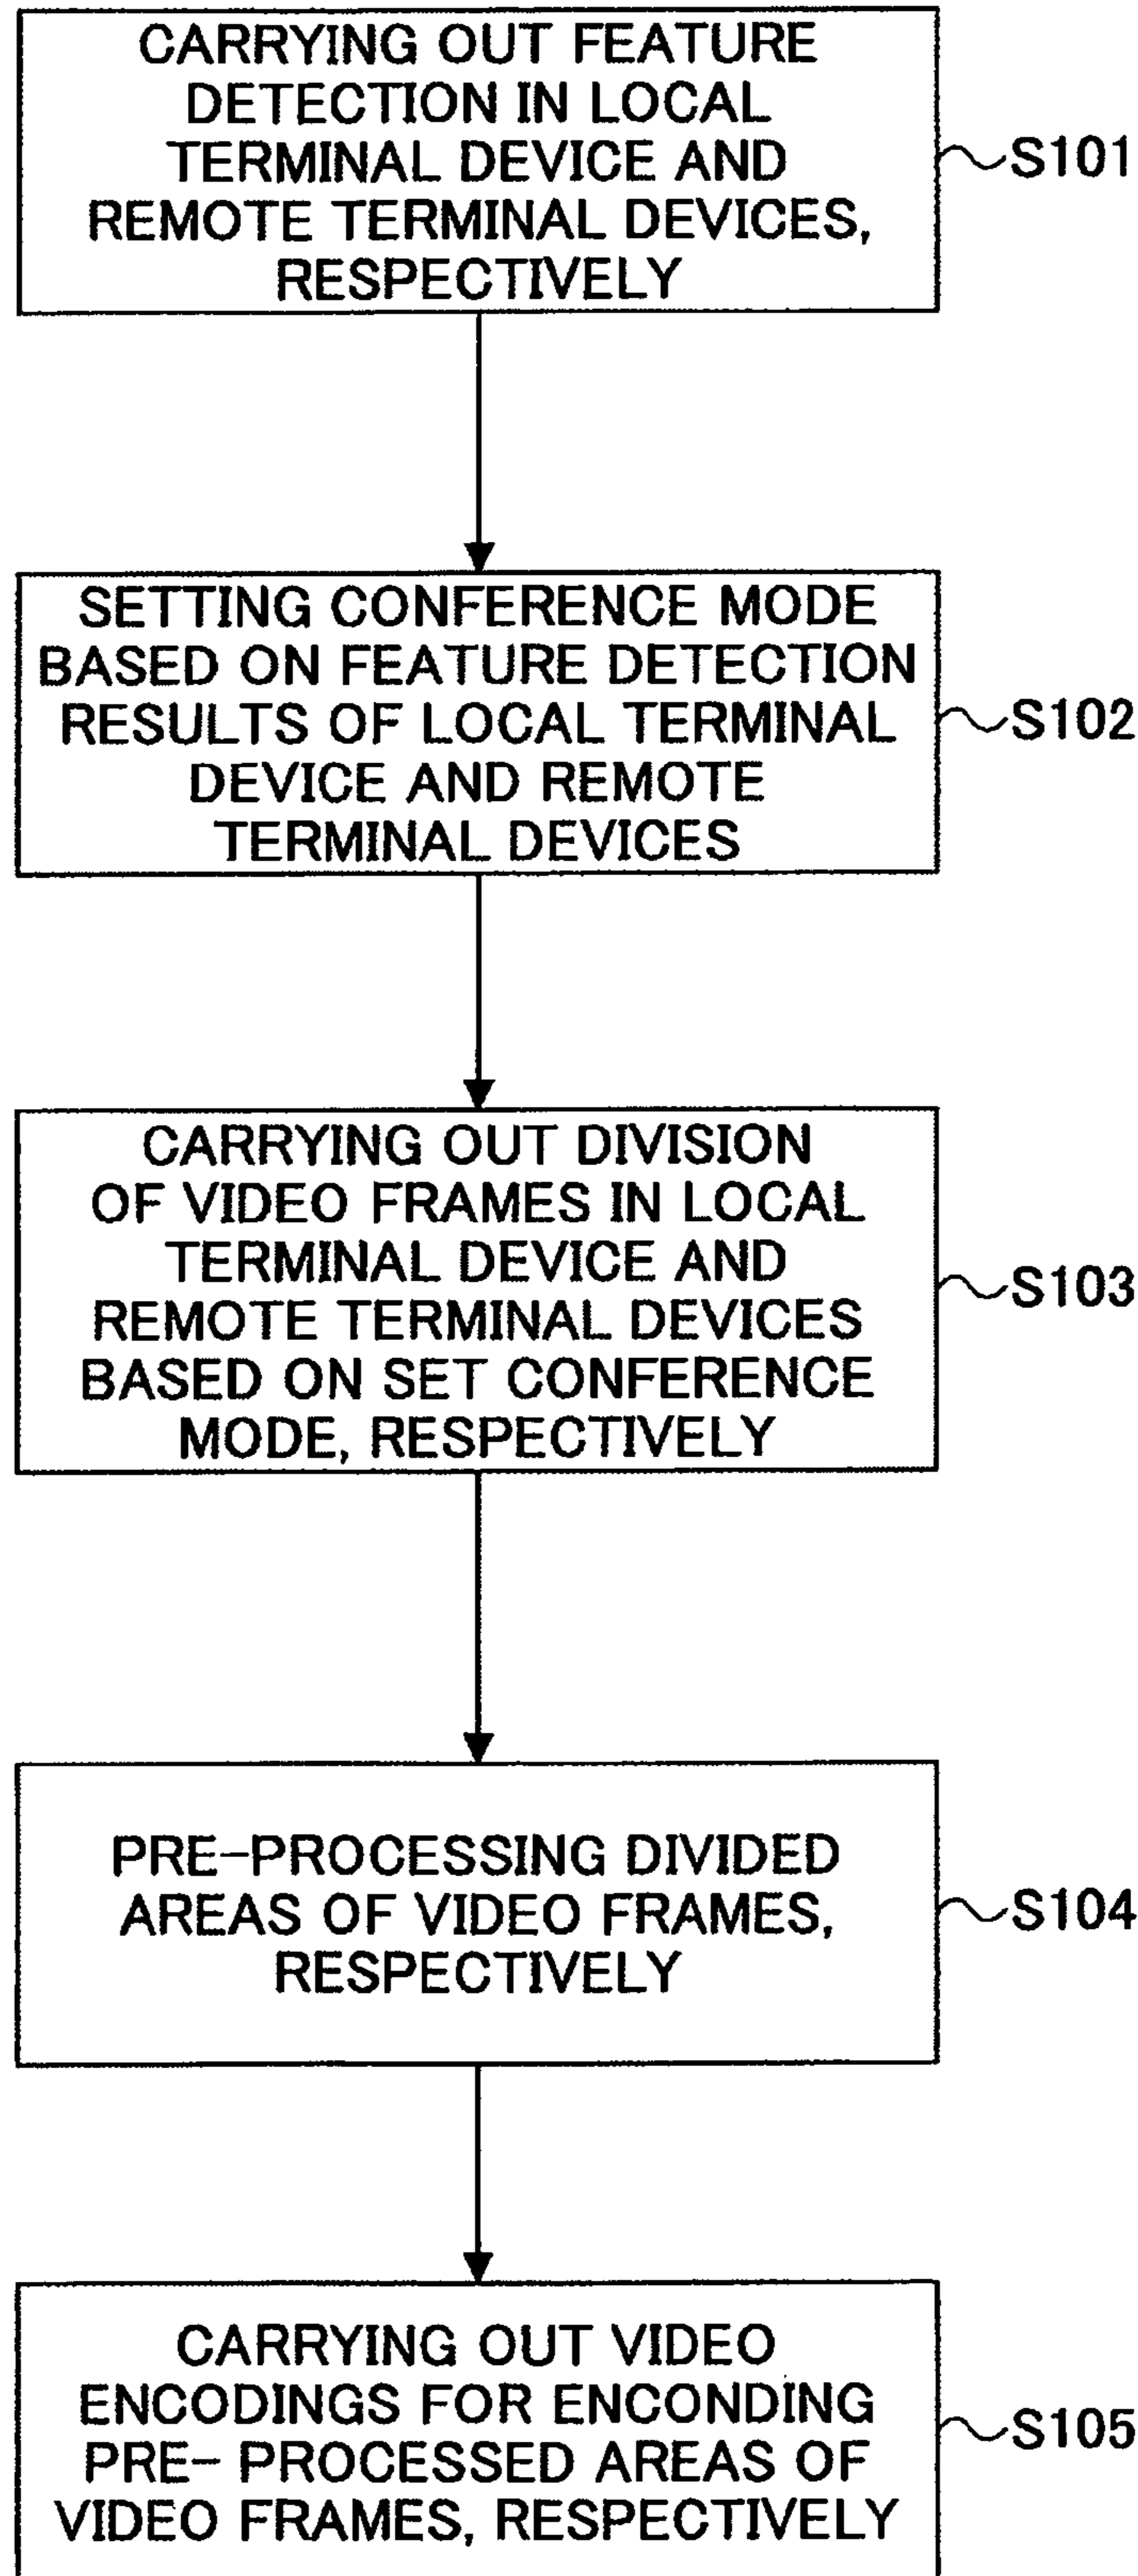 CARRYING OUT FEATURE
DETECTION IN LOCAL
TERMINAL DEVICE AND
REMOTE TERMINAL DEVICES,
RESPECTIVELY
S101
SETTING CONFERENCE MODE
BASED ON FEATURE DETECTION
RESULTS OF LOCAL TERMINAL
DEVICE AND REMOTE
TERMINAL DEVICES
S102
CARRYING OUT DIVISION
OF VIDEO FRAMES IN LOCAL
TERMINAL DEVICE AND
REMOTE TERMINAL DEVICES
BASED ON SET CONFERENCE
MODE, RESPECTIVELY
S103
PRE-PROCESSING DIVIDED
AREAS OF VIDEO FRAMES,
RESPECTIVELY
S104
CARRYING OUT VIDEO
ENCODINGS FOR ENCONDING
PRE- PROCESSED AREAS OF
VIDEO FRAMES, RESPECTIVELY
S105